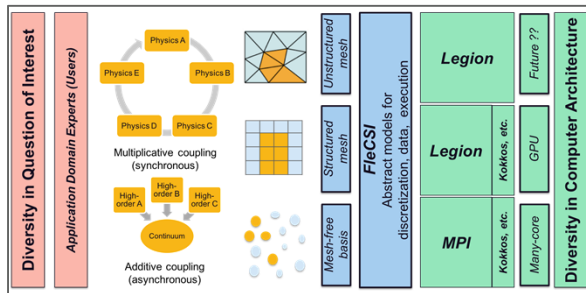 Diversity in Question of Interest
Application Domain Experts (Users)
Physics A
Physics E
Physics B
Physics D
Physics C
Multiplicative coupling
(synchronous)
High-
order A
High-
order B
High-
order C
Continuum
Additive coupling
(asynchronous)
Unstructured
mesh
Structured
mesh
Mesh-free
basis
FleCSI
Abstract models for
discretization, data, execution
Legion
Future ??
Legion
Kokkos, etc.
GPU
MPI
Kokkos, etc.
Many-core
Diversity in Computer Architecture